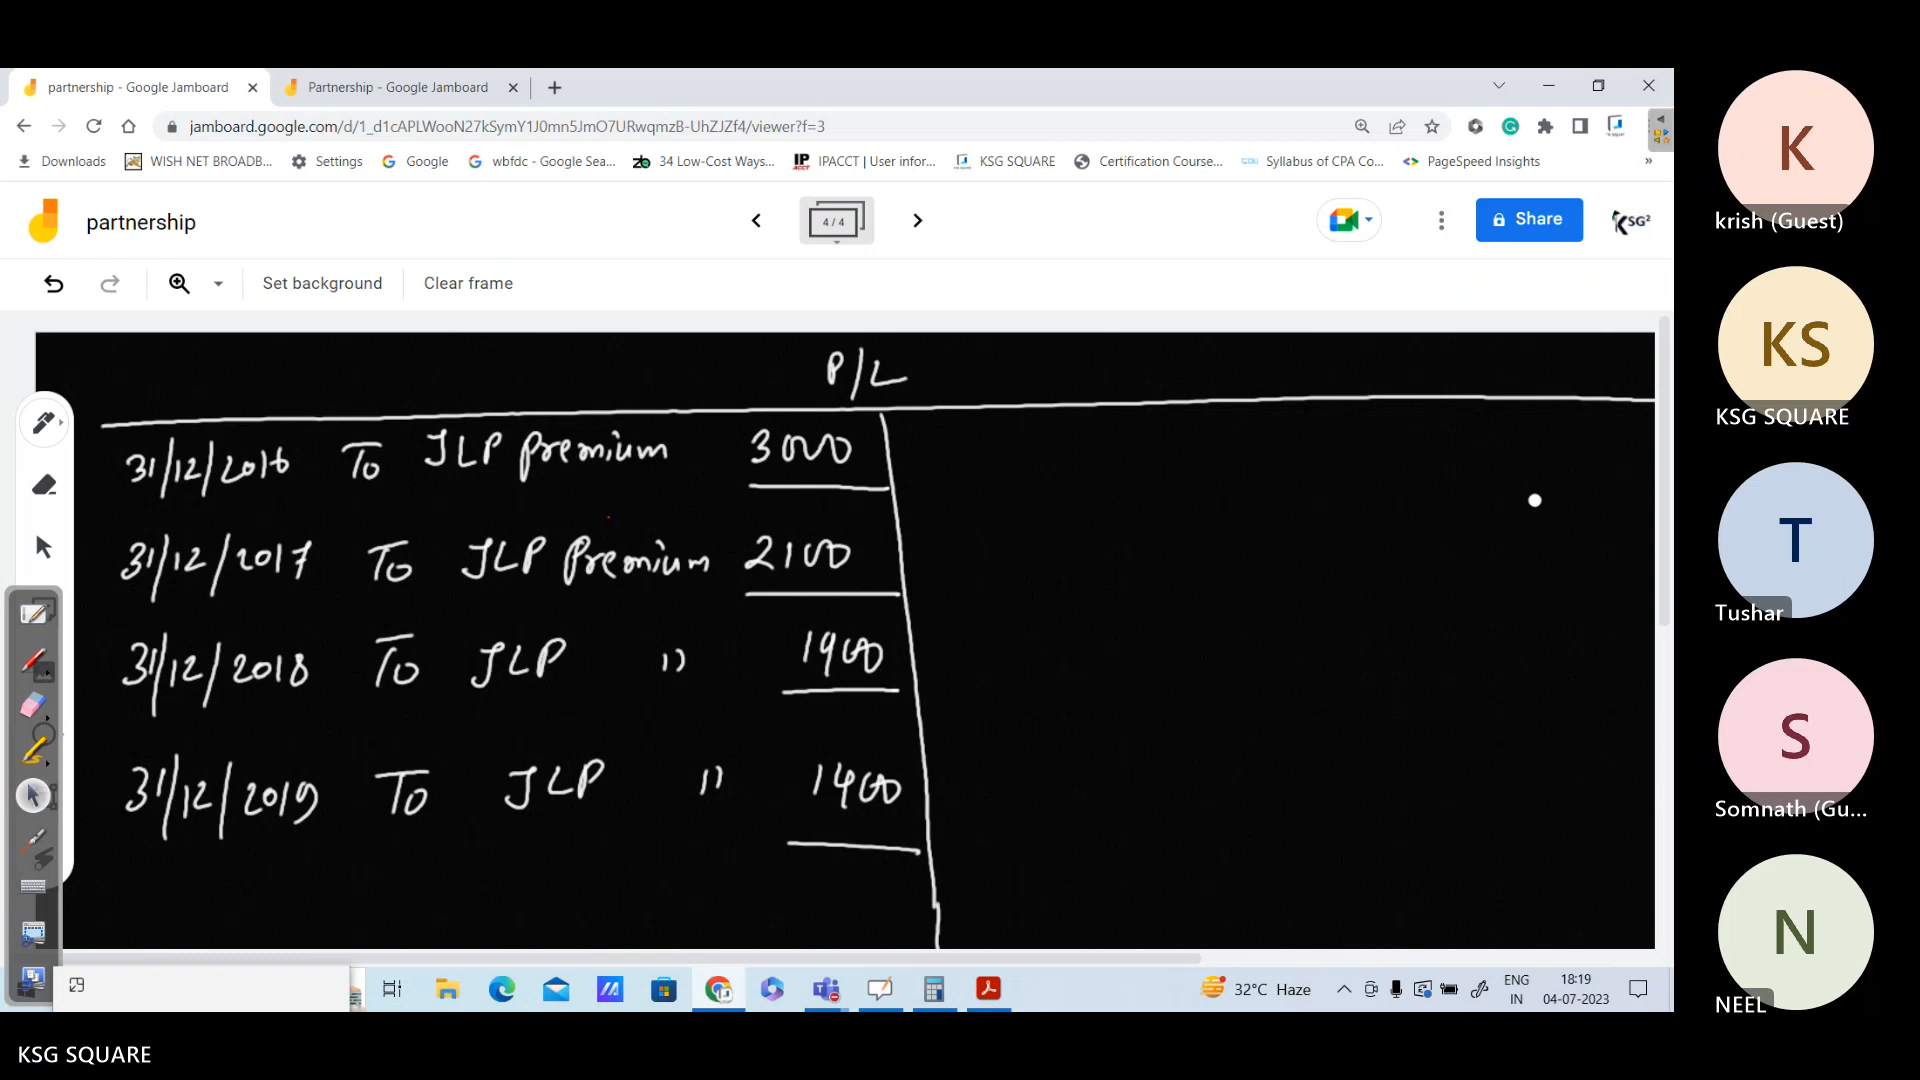 partnership - Google Jamboard
Partnership - Google Jamboard
jamboard.google.com/d/1_d1cAPLWooN27kSymY1J0mn5JmO7URwqmzB-UhZJZf4/viewer?f=3
Downloads WISH NET BROADB... Settings Google wbfdc - Google Sea... 34 Low-Cost Ways... IPACCT | User infor... KSG SQUARE Certification Course... Syllabus of CPA Co... PageSpeed Insights »
partnership
4 / 4
Share
KSG²
Set background
Clear frame
P/L
31/12/2016 To JLP Premium 3000
31/12/2017 To JLP Premium 2100
31/12/2018 To JLP " 1900
31/12/2019 To JLP " 1400
32°C Haze
ENG
IN
18:19
04-07-2023
K
krish (Guest)
KS
KSG SQUARE
T
Tushar
S
Somnath (Gu...
N
NEEL
KSG SQUARE